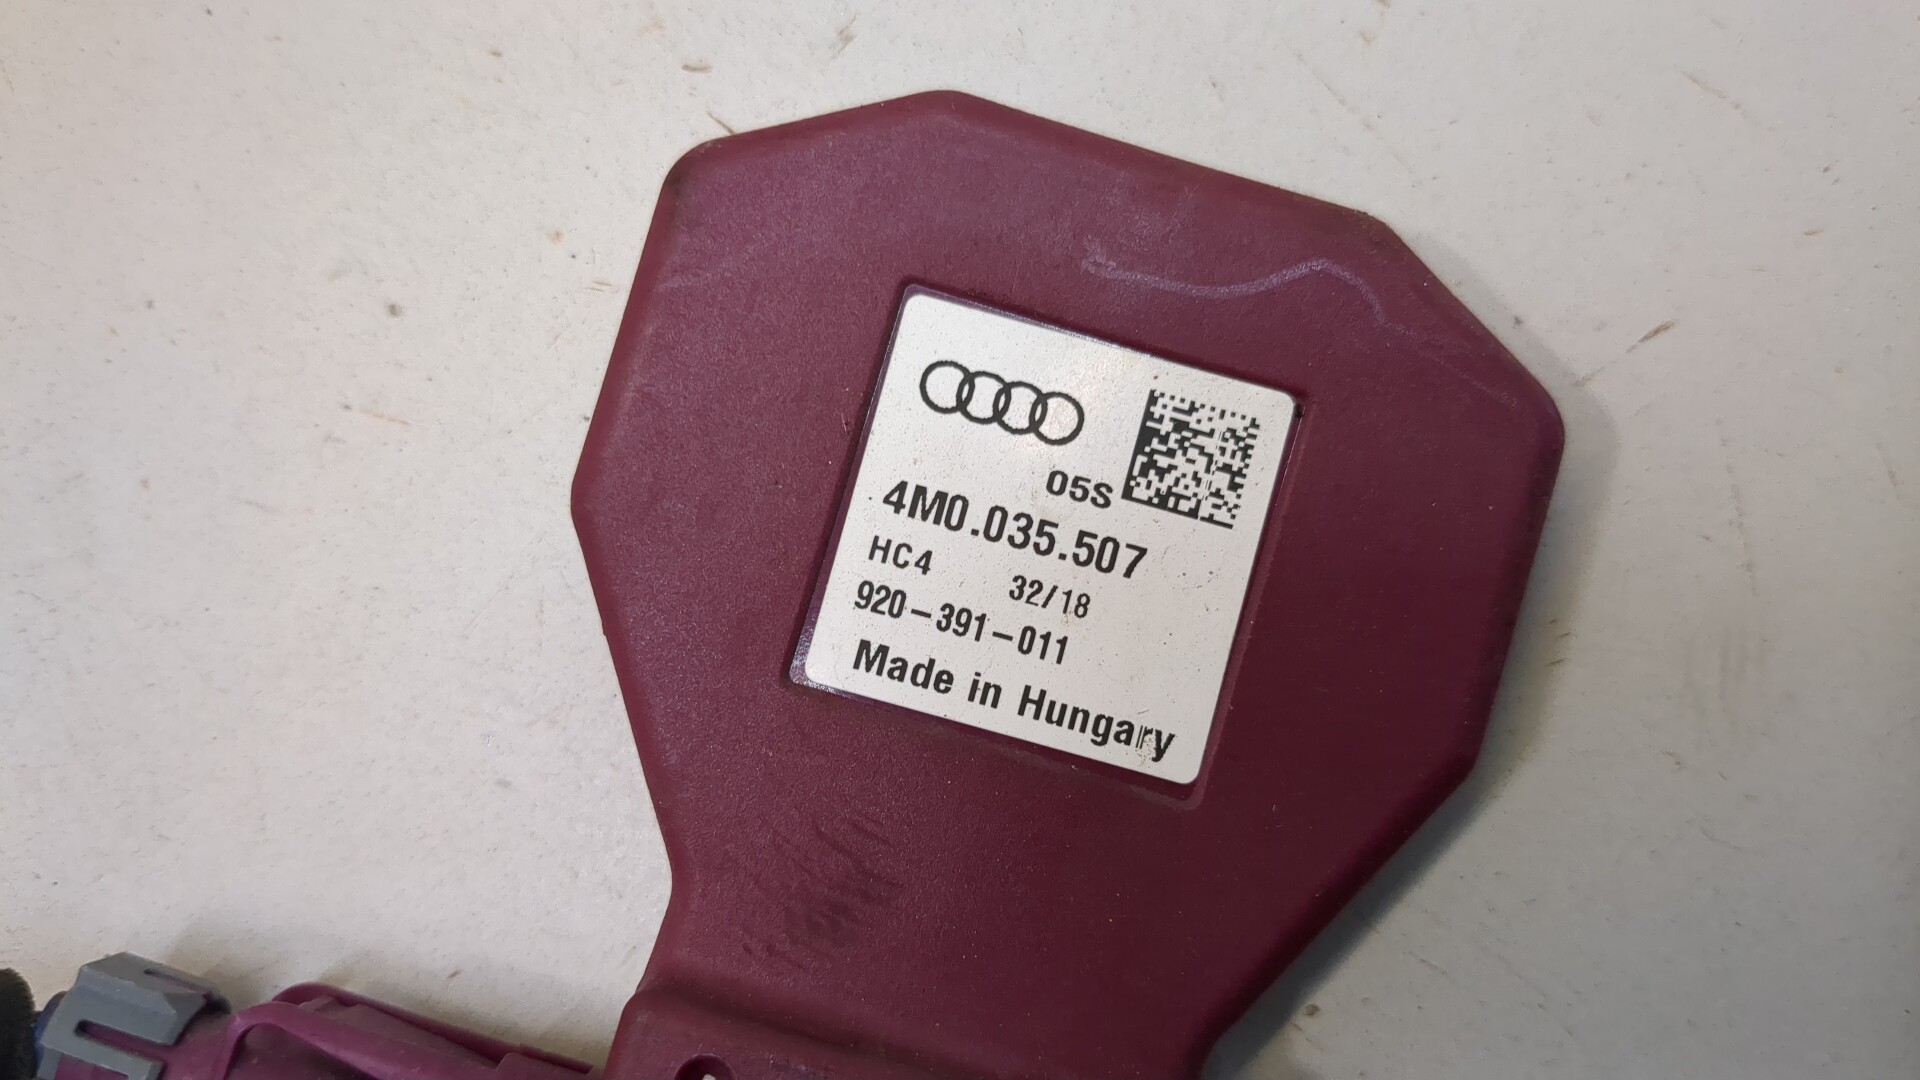 05S
4M0.035.507
HC4 32/18
920-391-011
Made in Hungary